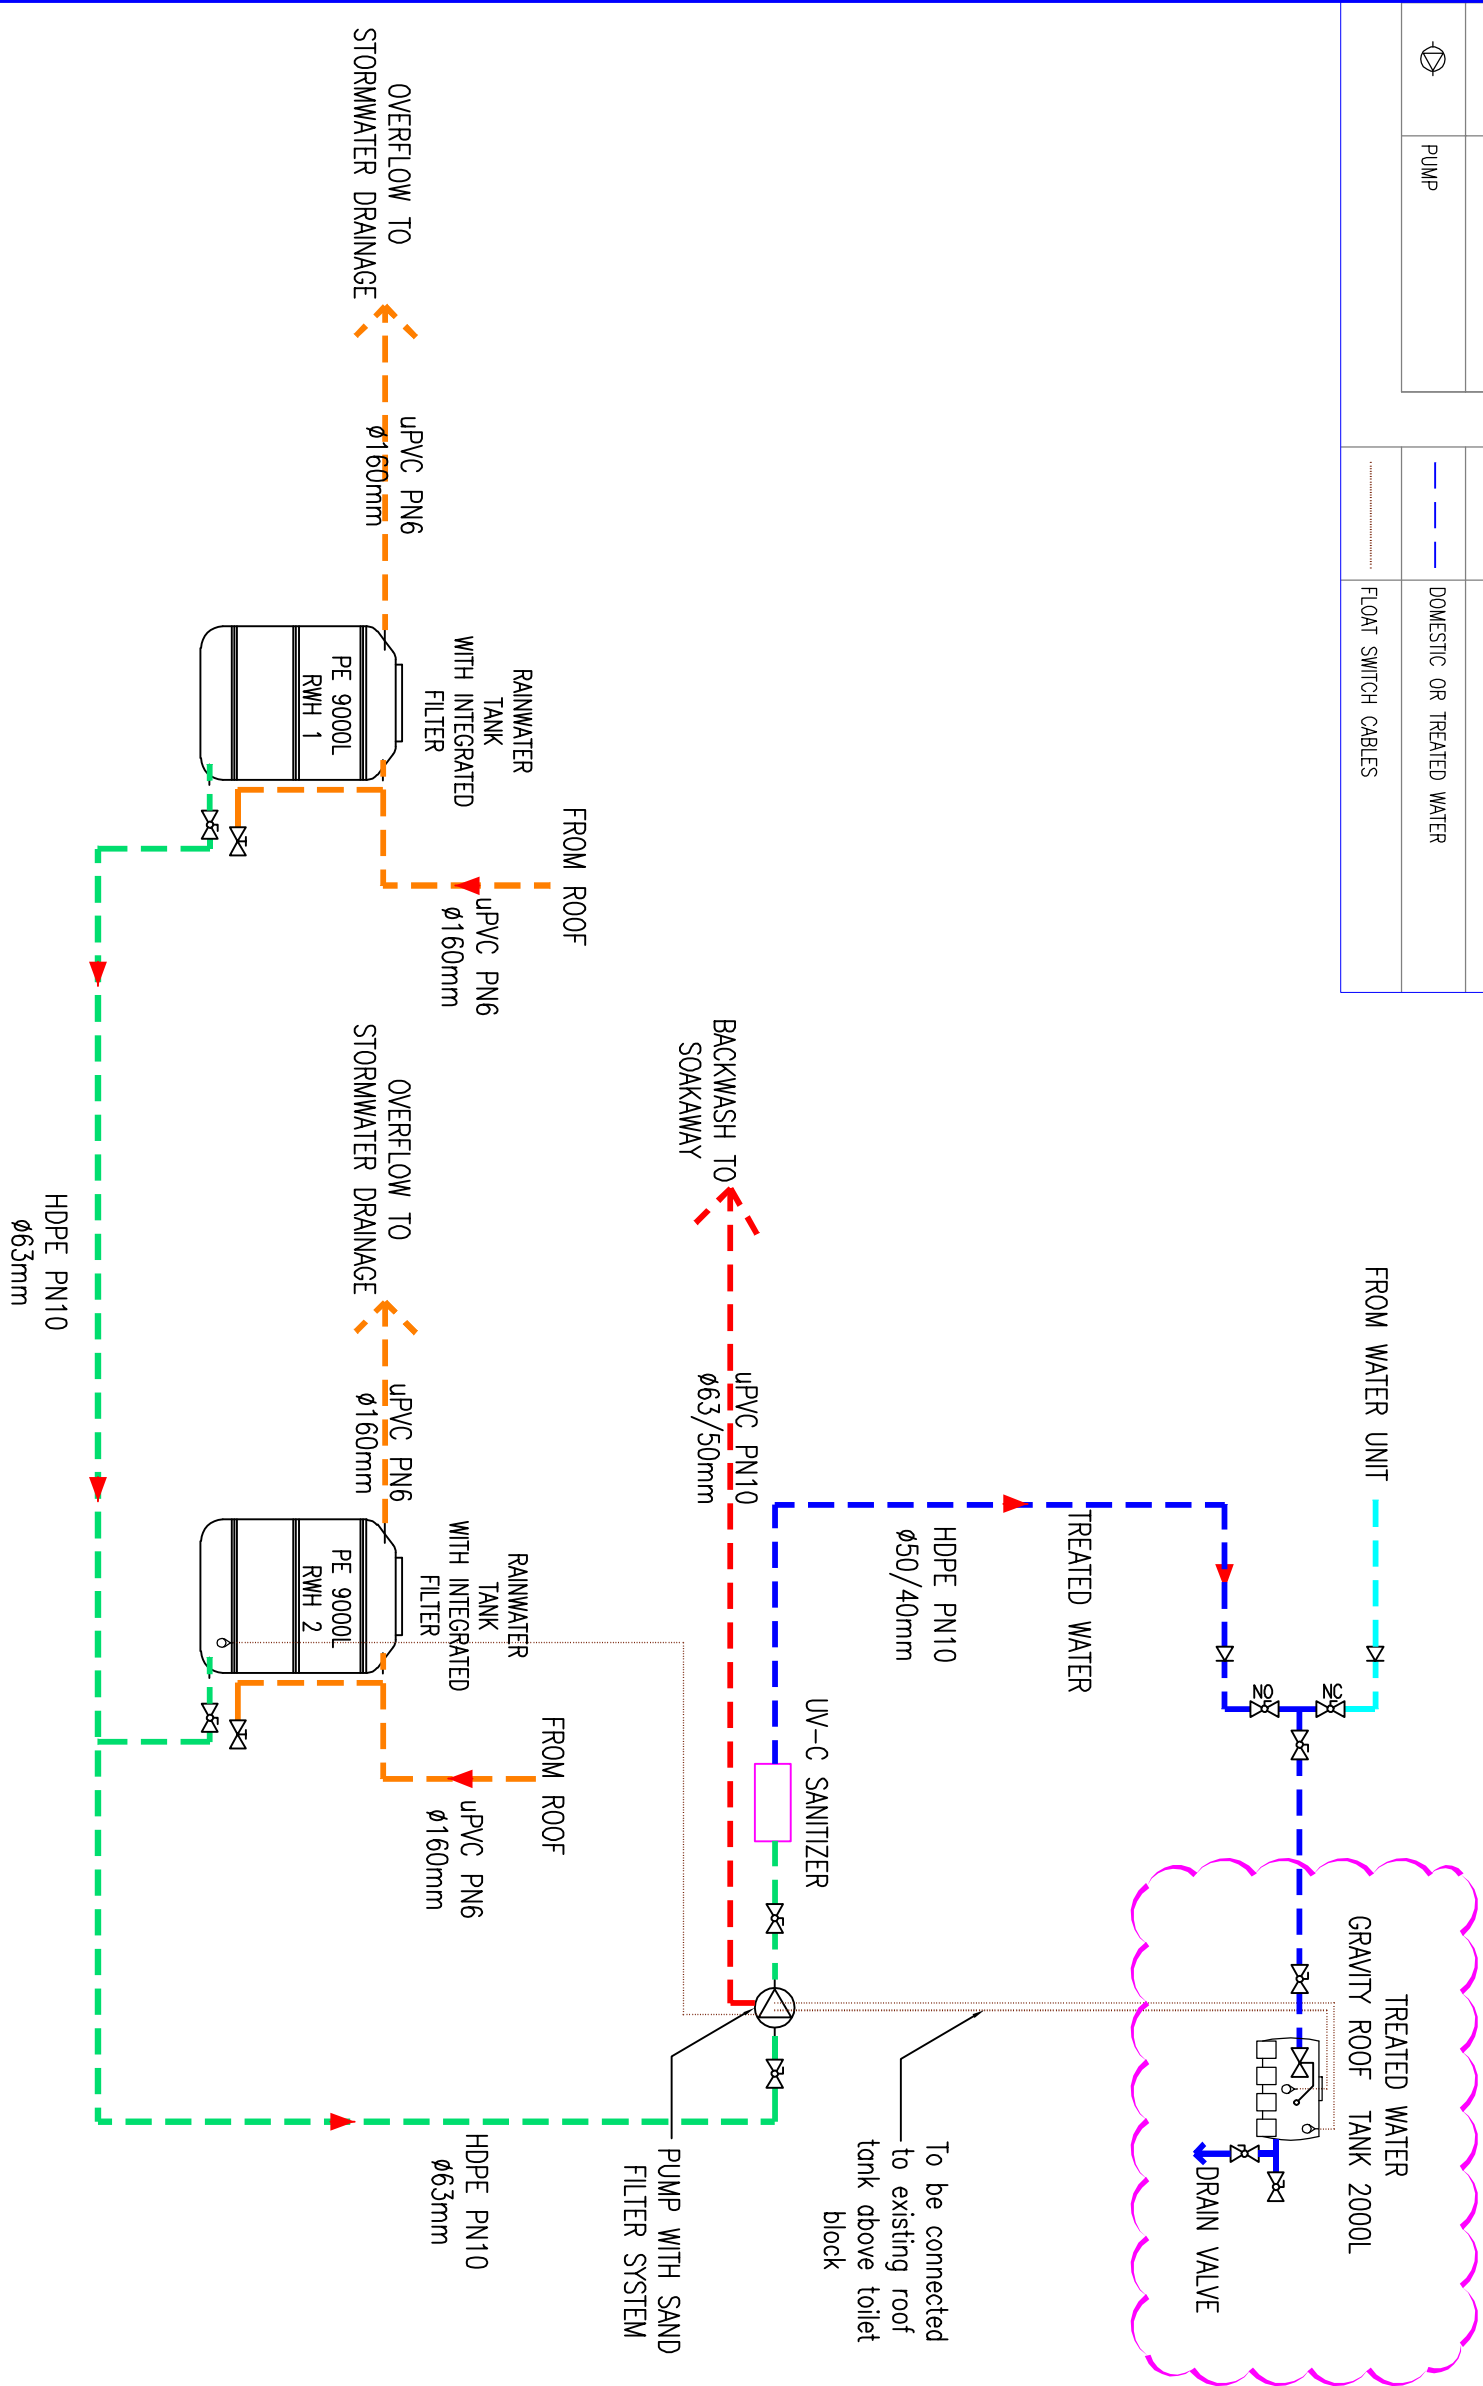 PUMP
DOMESTIC OR TREATED WATER
FLOAT SWITCH CABLES
FROM WATER UNIT
NC
NO
TREATED WATER
GRAVITY ROOF TANK 2000L
DRAIN VALVE
TREATED WATER
HDPE PN10
ø50/40mm
To be connected
to existing roof
tank above toilet
block
UV-C SANITIZER
BACKWASH TO
SOAKAWAY
uPVC PN10
ø63/50mm
PUMP WITH SAND
FILTER SYSTEM
FROM ROOF
uPVC PN6
ø160mm
RAINWATER
TANK
WITH INTEGRATED
FILTER
PE 9000L
RWH 1
OVERFLOW TO
STORMWATER DRAINAGE
uPVC PN6
ø160mm
FROM ROOF
uPVC PN6
ø160mm
RAINWATER
TANK
WITH INTEGRATED
FILTER
PE 9000L
RWH 2
OVERFLOW TO
STORMWATER DRAINAGE
uPVC PN6
ø160mm
HDPE PN10
ø63mm
HDPE PN10
ø63mm